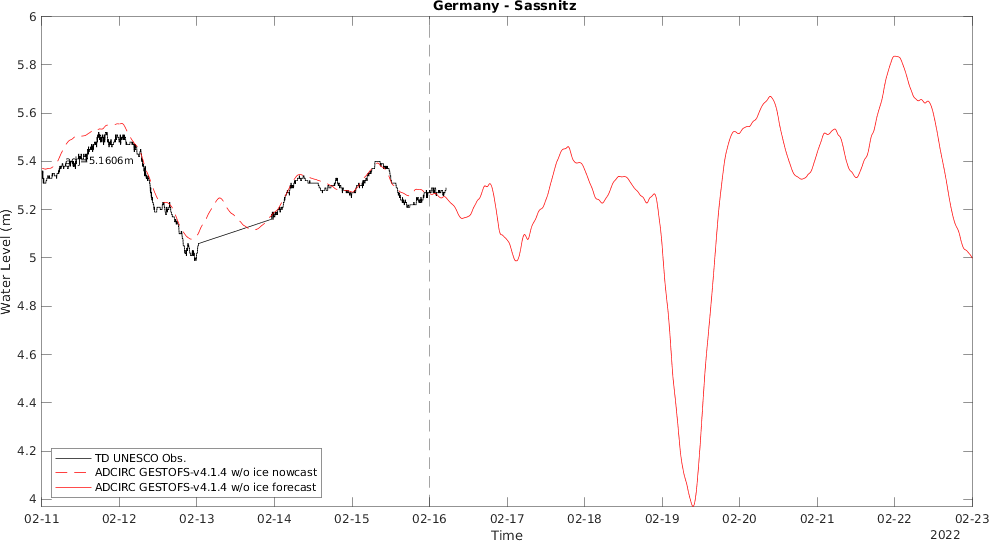 Germany - Sassnitz
Water Level (m)
6
5.8
5.6
5.4
5.2
5
4.8
4.6
4.4
4.2
4
5.1606m
TD UNESCO Obs.
ADCIRC GESTOFS-v4.1.4 w/o ice nowcast
ADCIRC GESTOFS-v4.1.4 w/o ice forecast
02-11 02-12 02-13 02-14 02-15 02-16 02-17 02-18 02-19 02-20 02-21 02-22 02-23
Time
2022